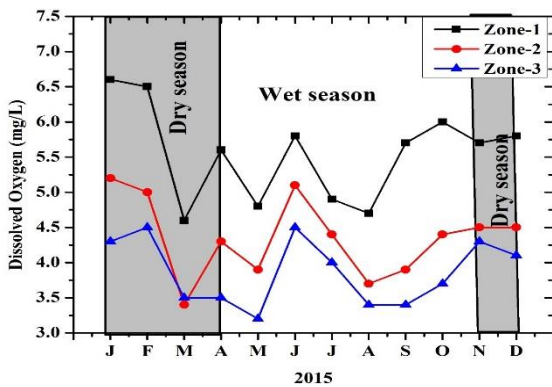 7.5
7.0
6.5
6.0
5.5
5.0
4.5
4.0
3.5
3.0
Dissolved Oxygen (mg/L)
Dry season
Wet season
Dry season
Zone-1
Zone-2
Zone-3
J F M A M J J A S O N D
2015